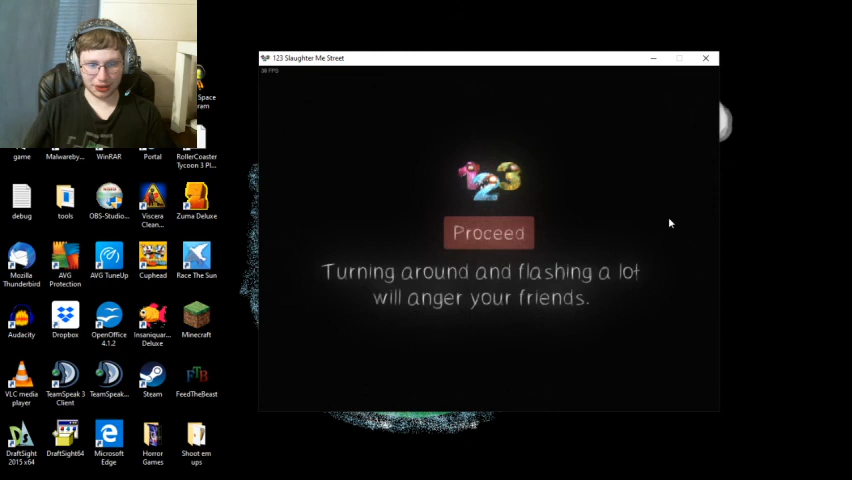 123 Slaughter Me Street
123
Proceed
Turning around and flashing a lot
will anger your friends.
Space
ram
game
Malwareby...
WinRAR
Portal
RollerCoaster
Tycoon 3 Pl...
debug
tools
OBS-Studio...
Viscera
Clean...
Zuma Deluxe
Mozilla
Thunderbird
AVG
Protection
AVG TuneUp
Cuphead
Race The Sun
Audacity
Dropbox
OpenOffice
4.1.2
Insaniquar...
Deluxe
Minecraft
VLC media
player
TeamSpeak 3
Client
TeamSpeak...
Steam
FTB
FeedTheBeast
DraftSight
2015 x64
DraftSight64
Microsoft
Edge
Horror
Games
Shoot em
ups